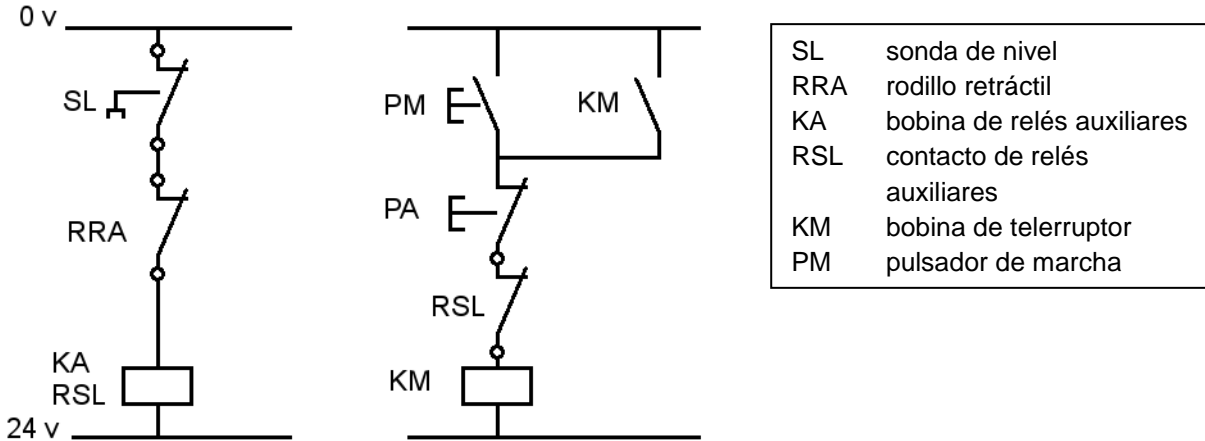 0 v
SL
PM
KM
PA
RRA
RSL
KA
RSL
KM
24 v
SL sonda de nivel
RRA rodillo retráctil
KA bobina de relés auxiliares
RSL contacto de relés
auxiliares
KM bobina de telerruptor
PM pulsador de marcha